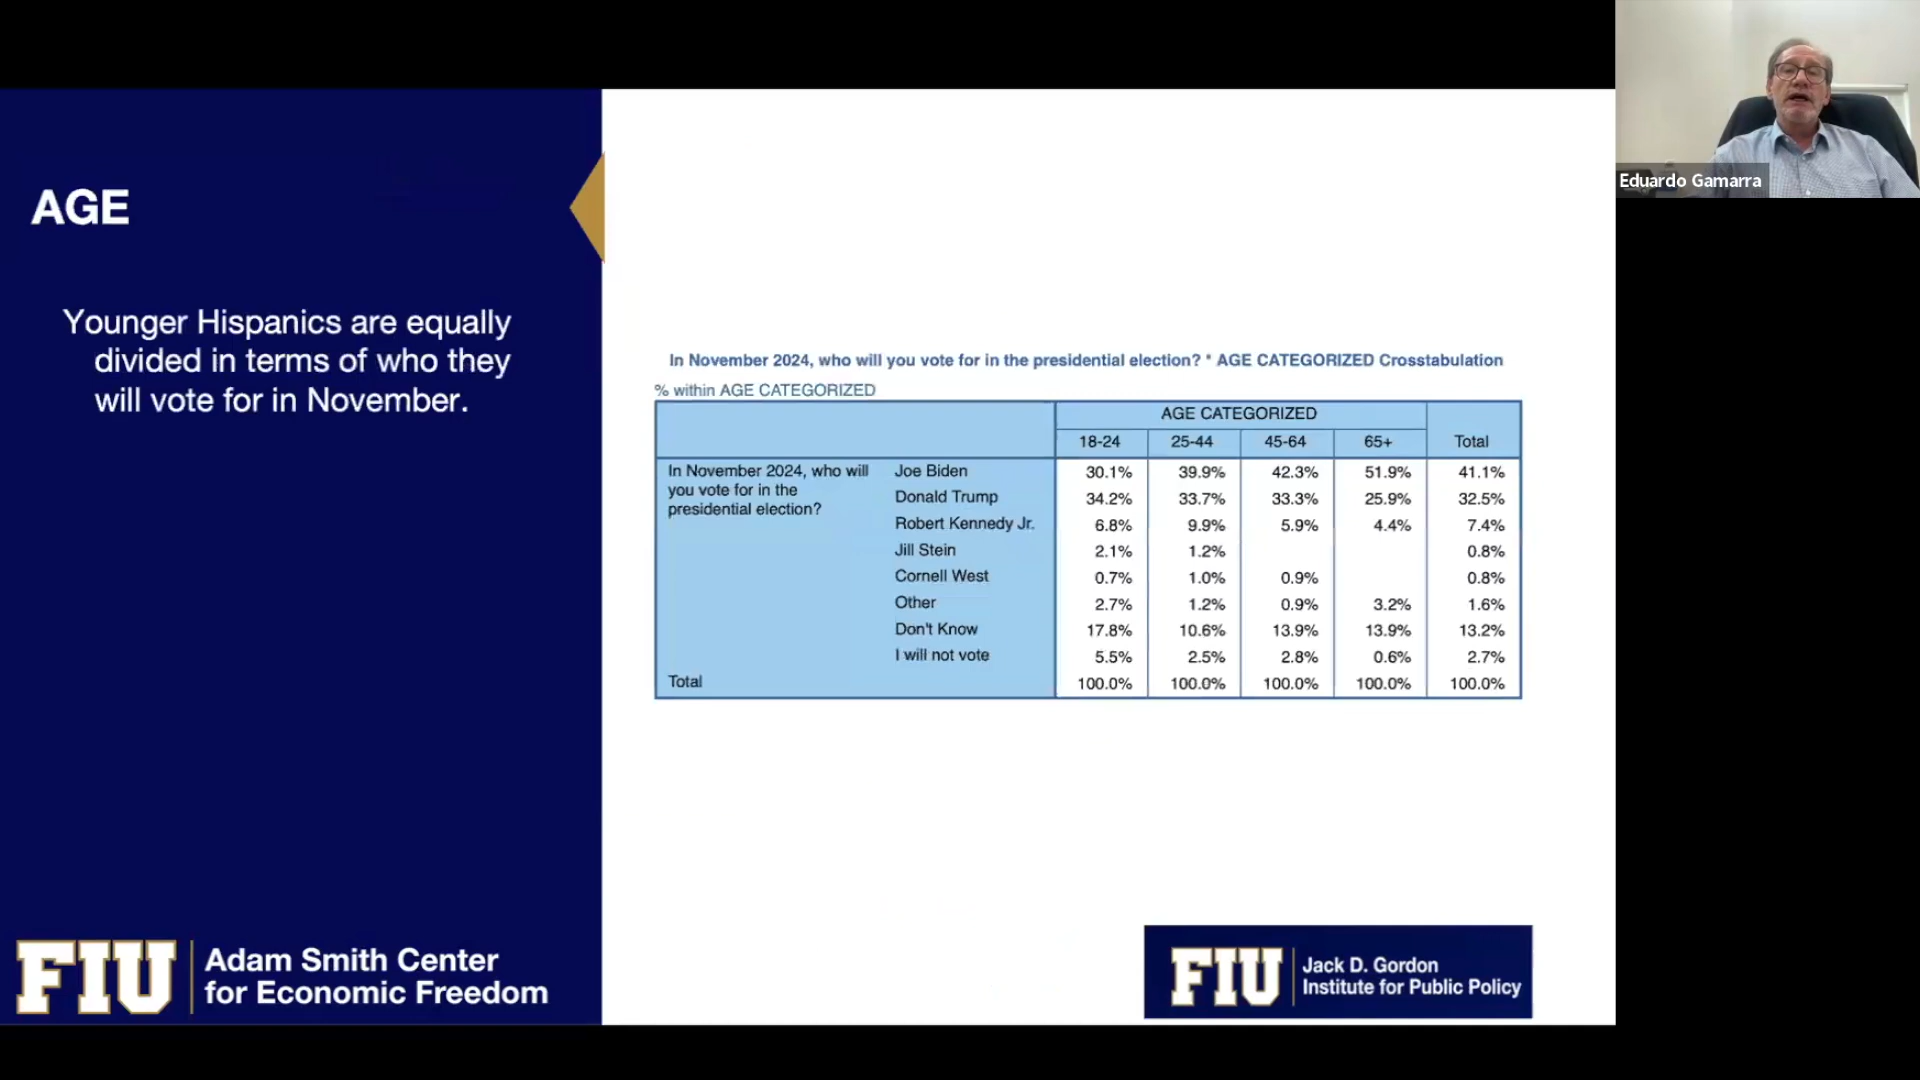 AGE
Younger Hispanics are equally
divided in terms of who they
will vote for in November.
In November 2024, who will you vote for in the presidential election? * AGE CATEGORIZED Crosstabulation
% within AGE CATEGORIZED
AGE CATEGORIZED
18-24 25-44 45-64 65+ Total
In November 2024, who will
you vote for in the
presidential election?
Joe Biden 30.1% 39.9% 42.3% 51.9% 41.1%
Donald Trump 34.2% 33.7% 33.3% 25.9% 32.5%
Robert Kennedy Jr. 6.8% 9.9% 5.9% 4.4% 7.4%
Jill Stein 2.1% 1.2% 0.8%
Cornell West 0.7% 1.0% 0.9% 0.8%
Other 2.7% 1.2% 0.9% 3.2% 1.6%
Don't Know 17.8% 10.6% 13.9% 13.9% 13.2%
I will not vote 5.5% 2.5% 2.8% 0.6% 2.7%
Total 100.0% 100.0% 100.0% 100.0% 100.0%
FIU
Adam Smith Center
for Economic Freedom
FIU
Jack D. Gordon
Institute for Public Policy
Eduardo Gamarra